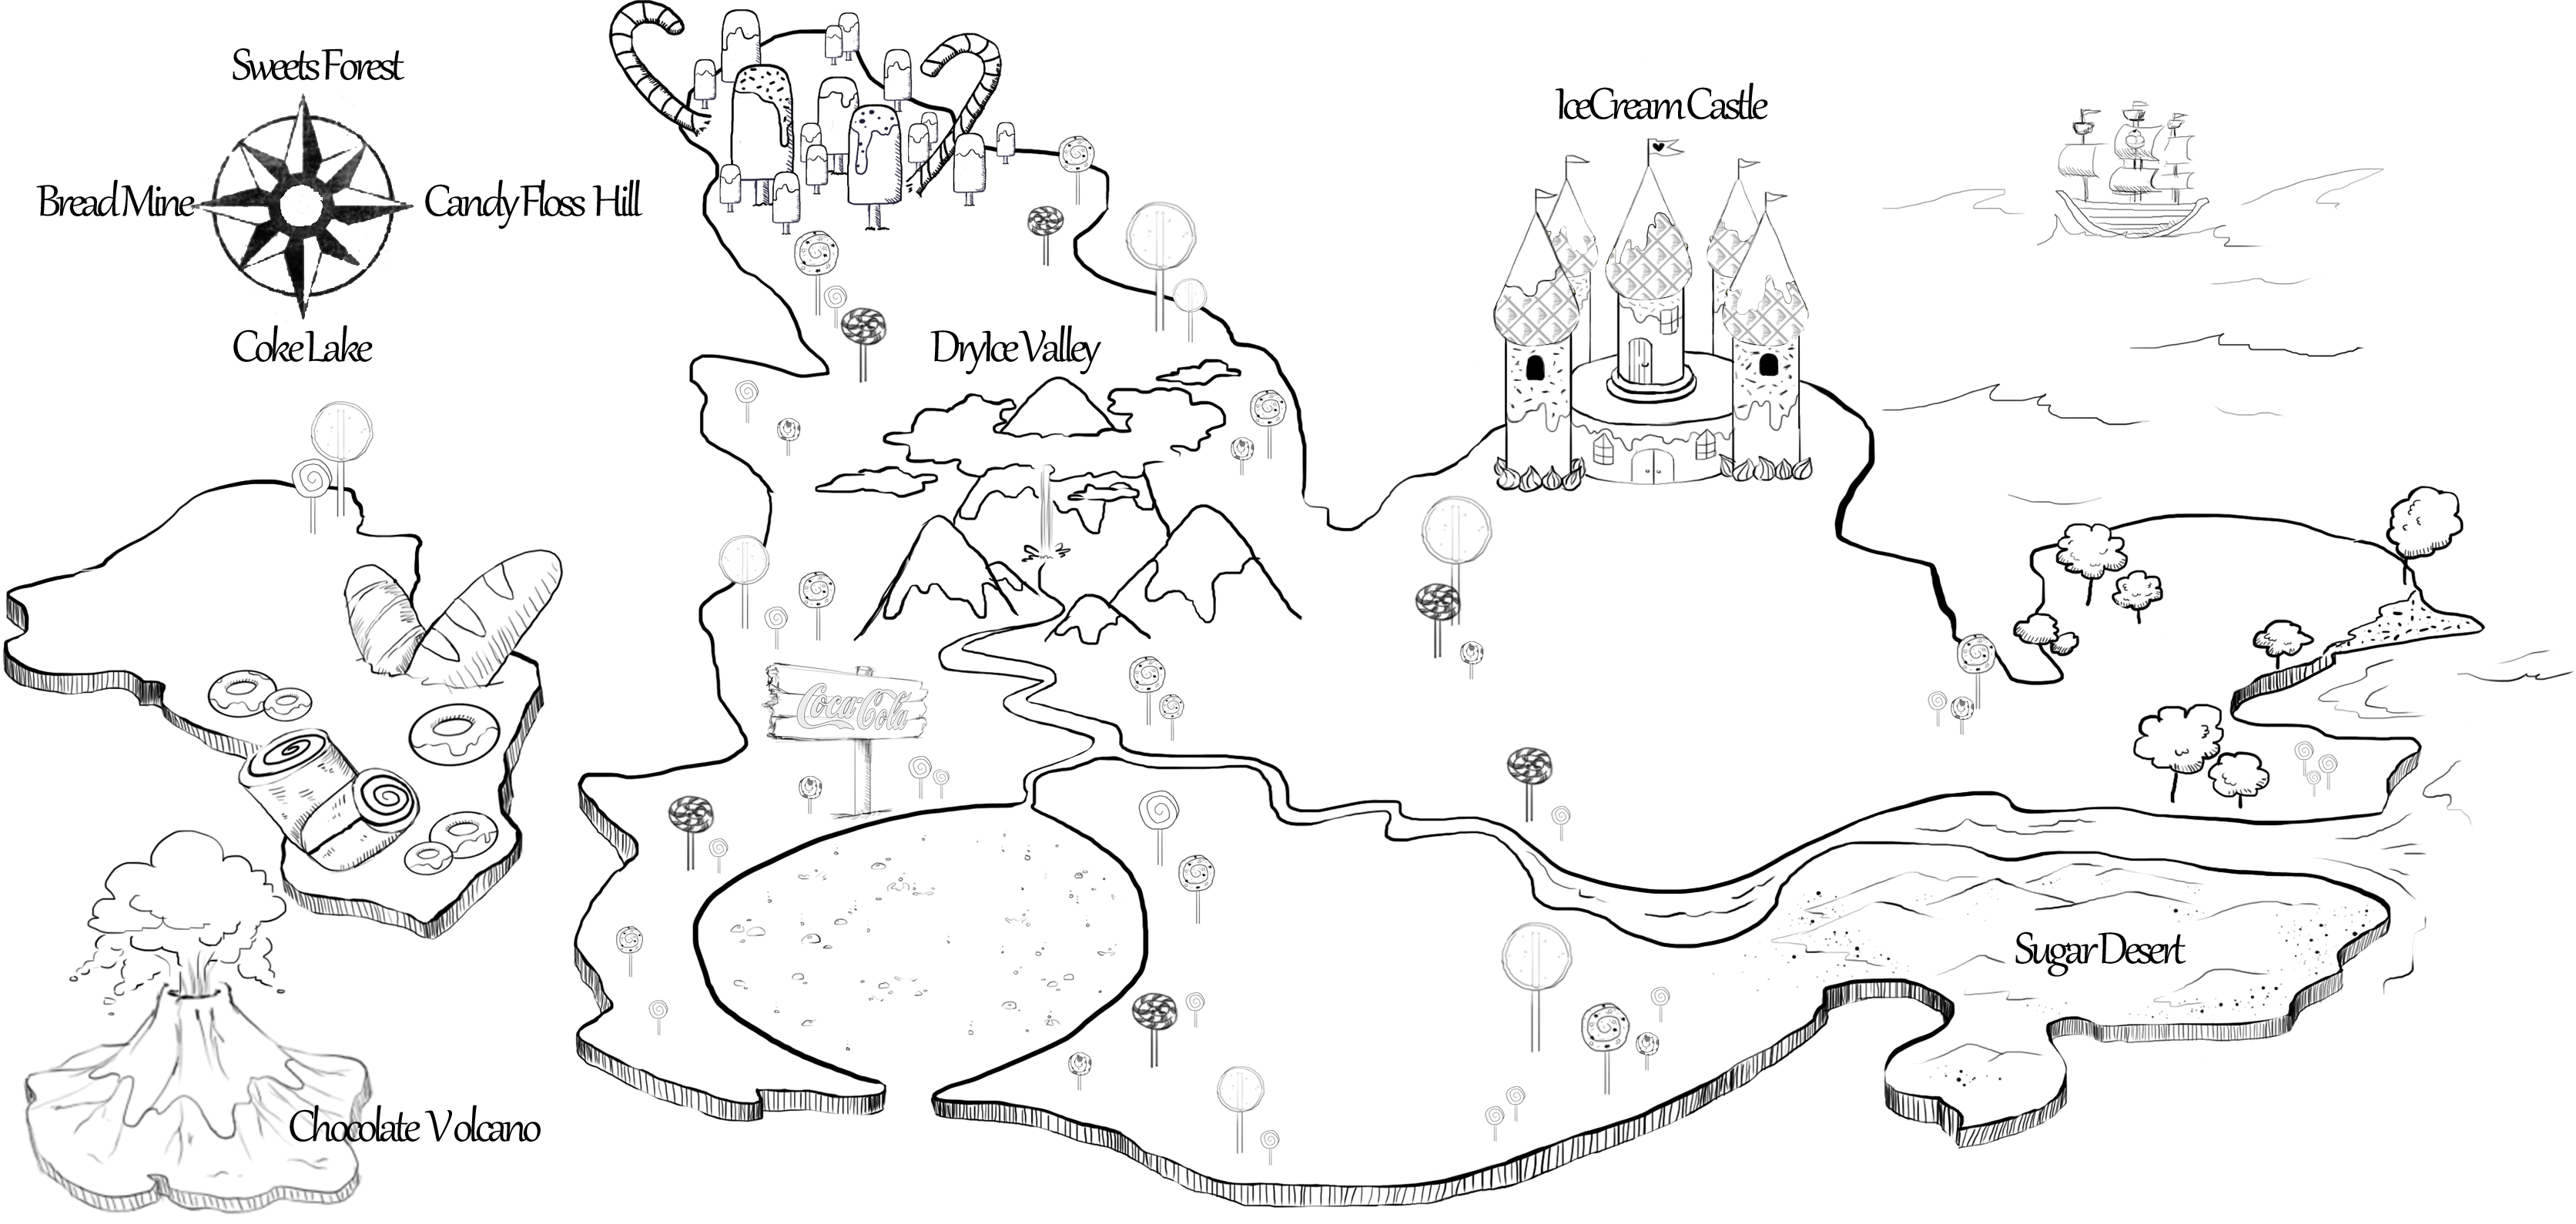 Sweets Forest
Bread Mine
Candy Floss Hill
Coke Lake
IceCream Castle
DryIce Valley
Coca-Cola
Sugar Desert
Chocolate Volcano